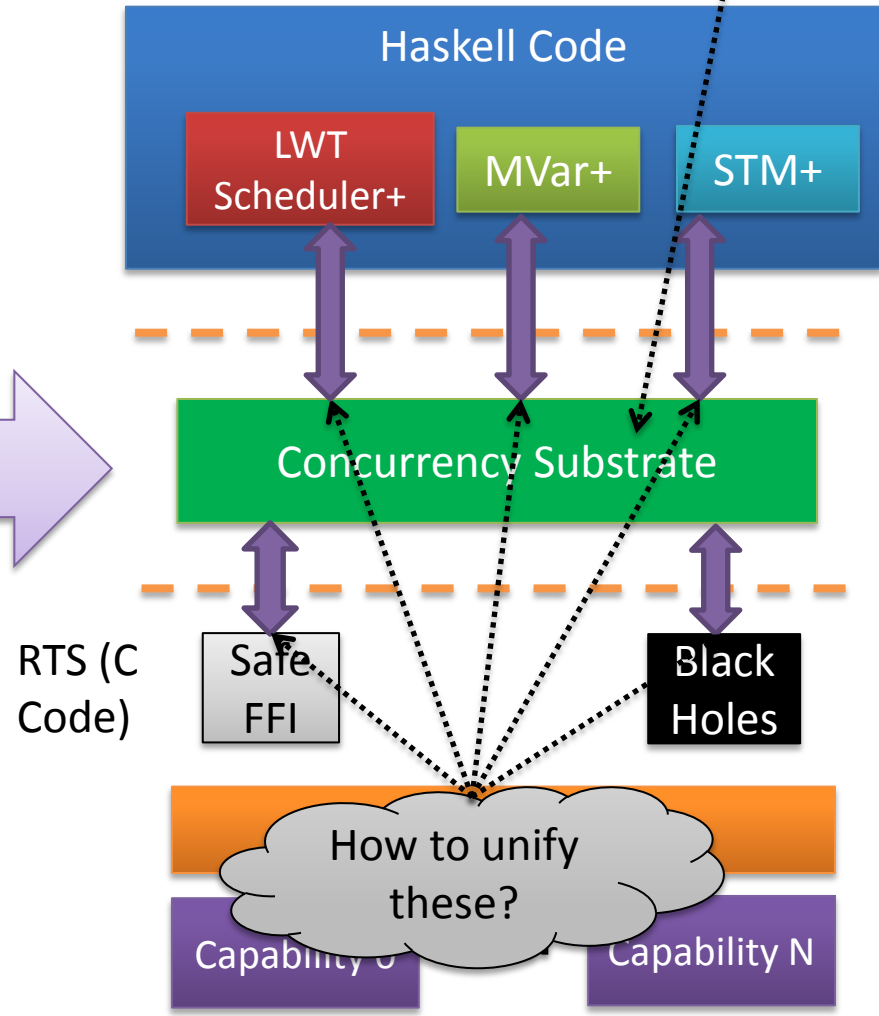 Haskell Code
LWT
Scheduler+
MVar+
STM+
Concurrency Substrate
RTS (C
Code)
Safe
FFI
Black
Holes
How to unify
these?
Capability
Capability N